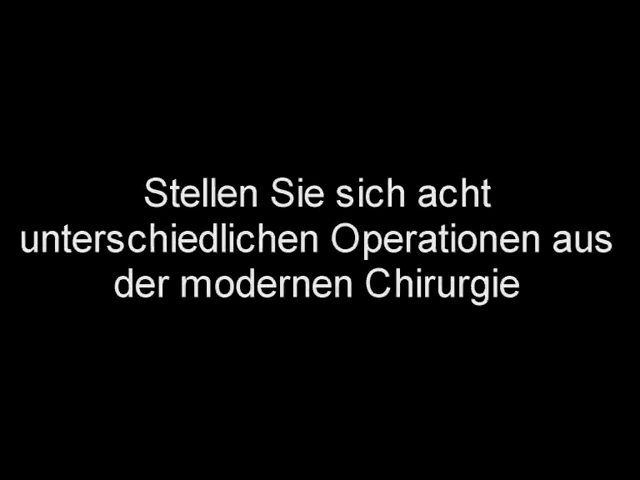 Stellen Sie sich acht
unterschiedlichen Operationen aus
der modernen Chirurgie